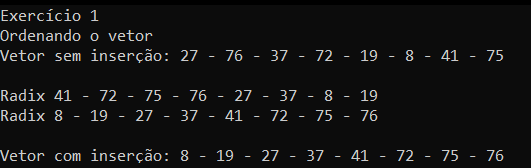 Exercício 1
Ordenando o vetor
Vetor sem inserção: 27 - 76 - 37 - 72 - 19 - 8 - 41 - 75
Radix 41 - 72 - 75 - 76 - 27 - 37 - 8 - 19
Radix 8 - 19 - 27 - 37 - 41 - 72 - 75 - 76
Vetor com inserção: 8 - 19 - 27 - 37 - 41 - 72 - 75 - 76